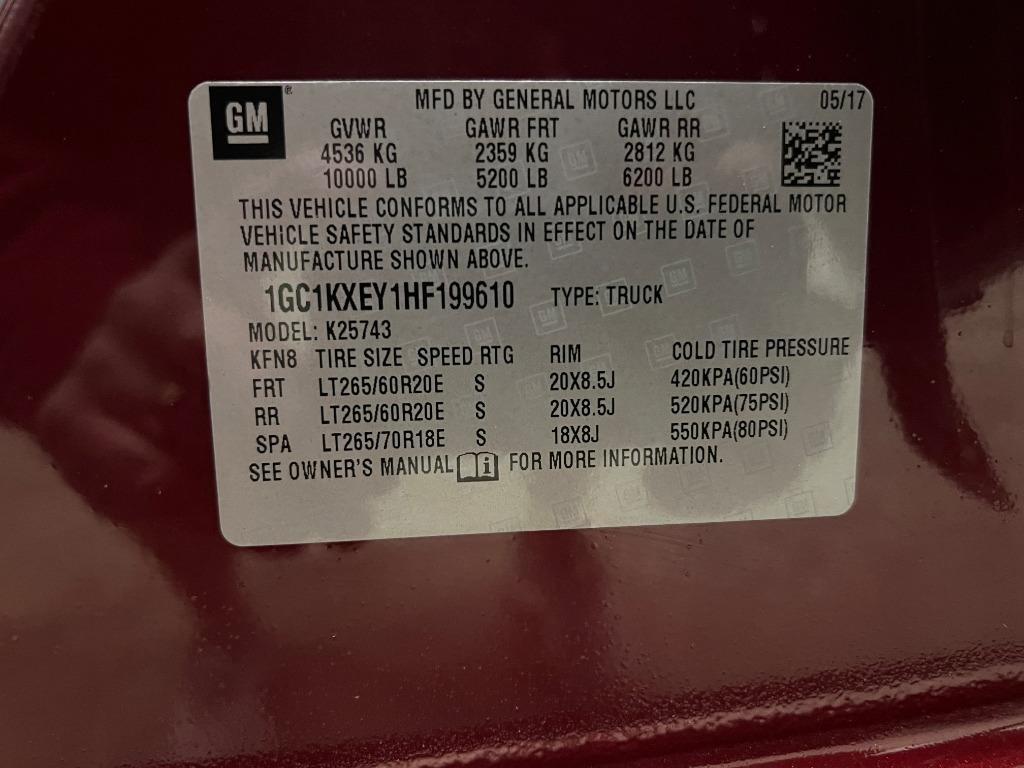 GM®
MFD BY GENERAL MOTORS LLC 05/17
GVWR GAWR FRT GAWR RR
4536 KG 2359 KG 2812 KG
10000 LB 5200 LB 6200 LB
THIS VEHICLE CONFORMS TO ALL APPLICABLE U.S. FEDERAL MOTOR
VEHICLE SAFETY STANDARDS IN EFFECT ON THE DATE OF
MANUFACTURE SHOWN ABOVE.
1GC1KXEY1HF199610 TYPE: TRUCK
MODEL: K25743
KFN8 TIRE SIZE SPEED RTG RIM COLD TIRE PRESSURE
FRT LT265/60R20E S 20X8.5J 420KPA(60PSI)
RR LT265/60R20E S 20X8.5J 520KPA(75PSI)
SPA LT265/70R18E S 18X8J 550KPA(80PSI)
SEE OWNER'S MANUAL FOR MORE INFORMATION.